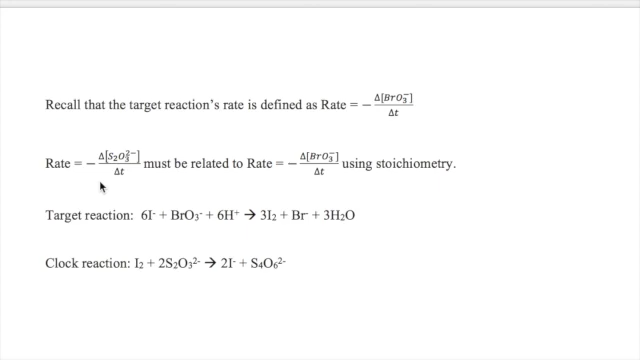 Recall that the target reaction's rate is defined as Rate = − Δ[BrO₃⁻]/Δt
Rate = − Δ[S₂O₃²⁻]/Δt must be related to Rate = − Δ[BrO₃⁻]/Δt using stoichiometry.
Target reaction: 6I⁻ + BrO₃⁻ + 6H⁺ → 3I₂ + Br⁻ + 3H₂O
Clock reaction: I₂ + 2S₂O₃²⁻ → 2I⁻ + S₄O₆²⁻